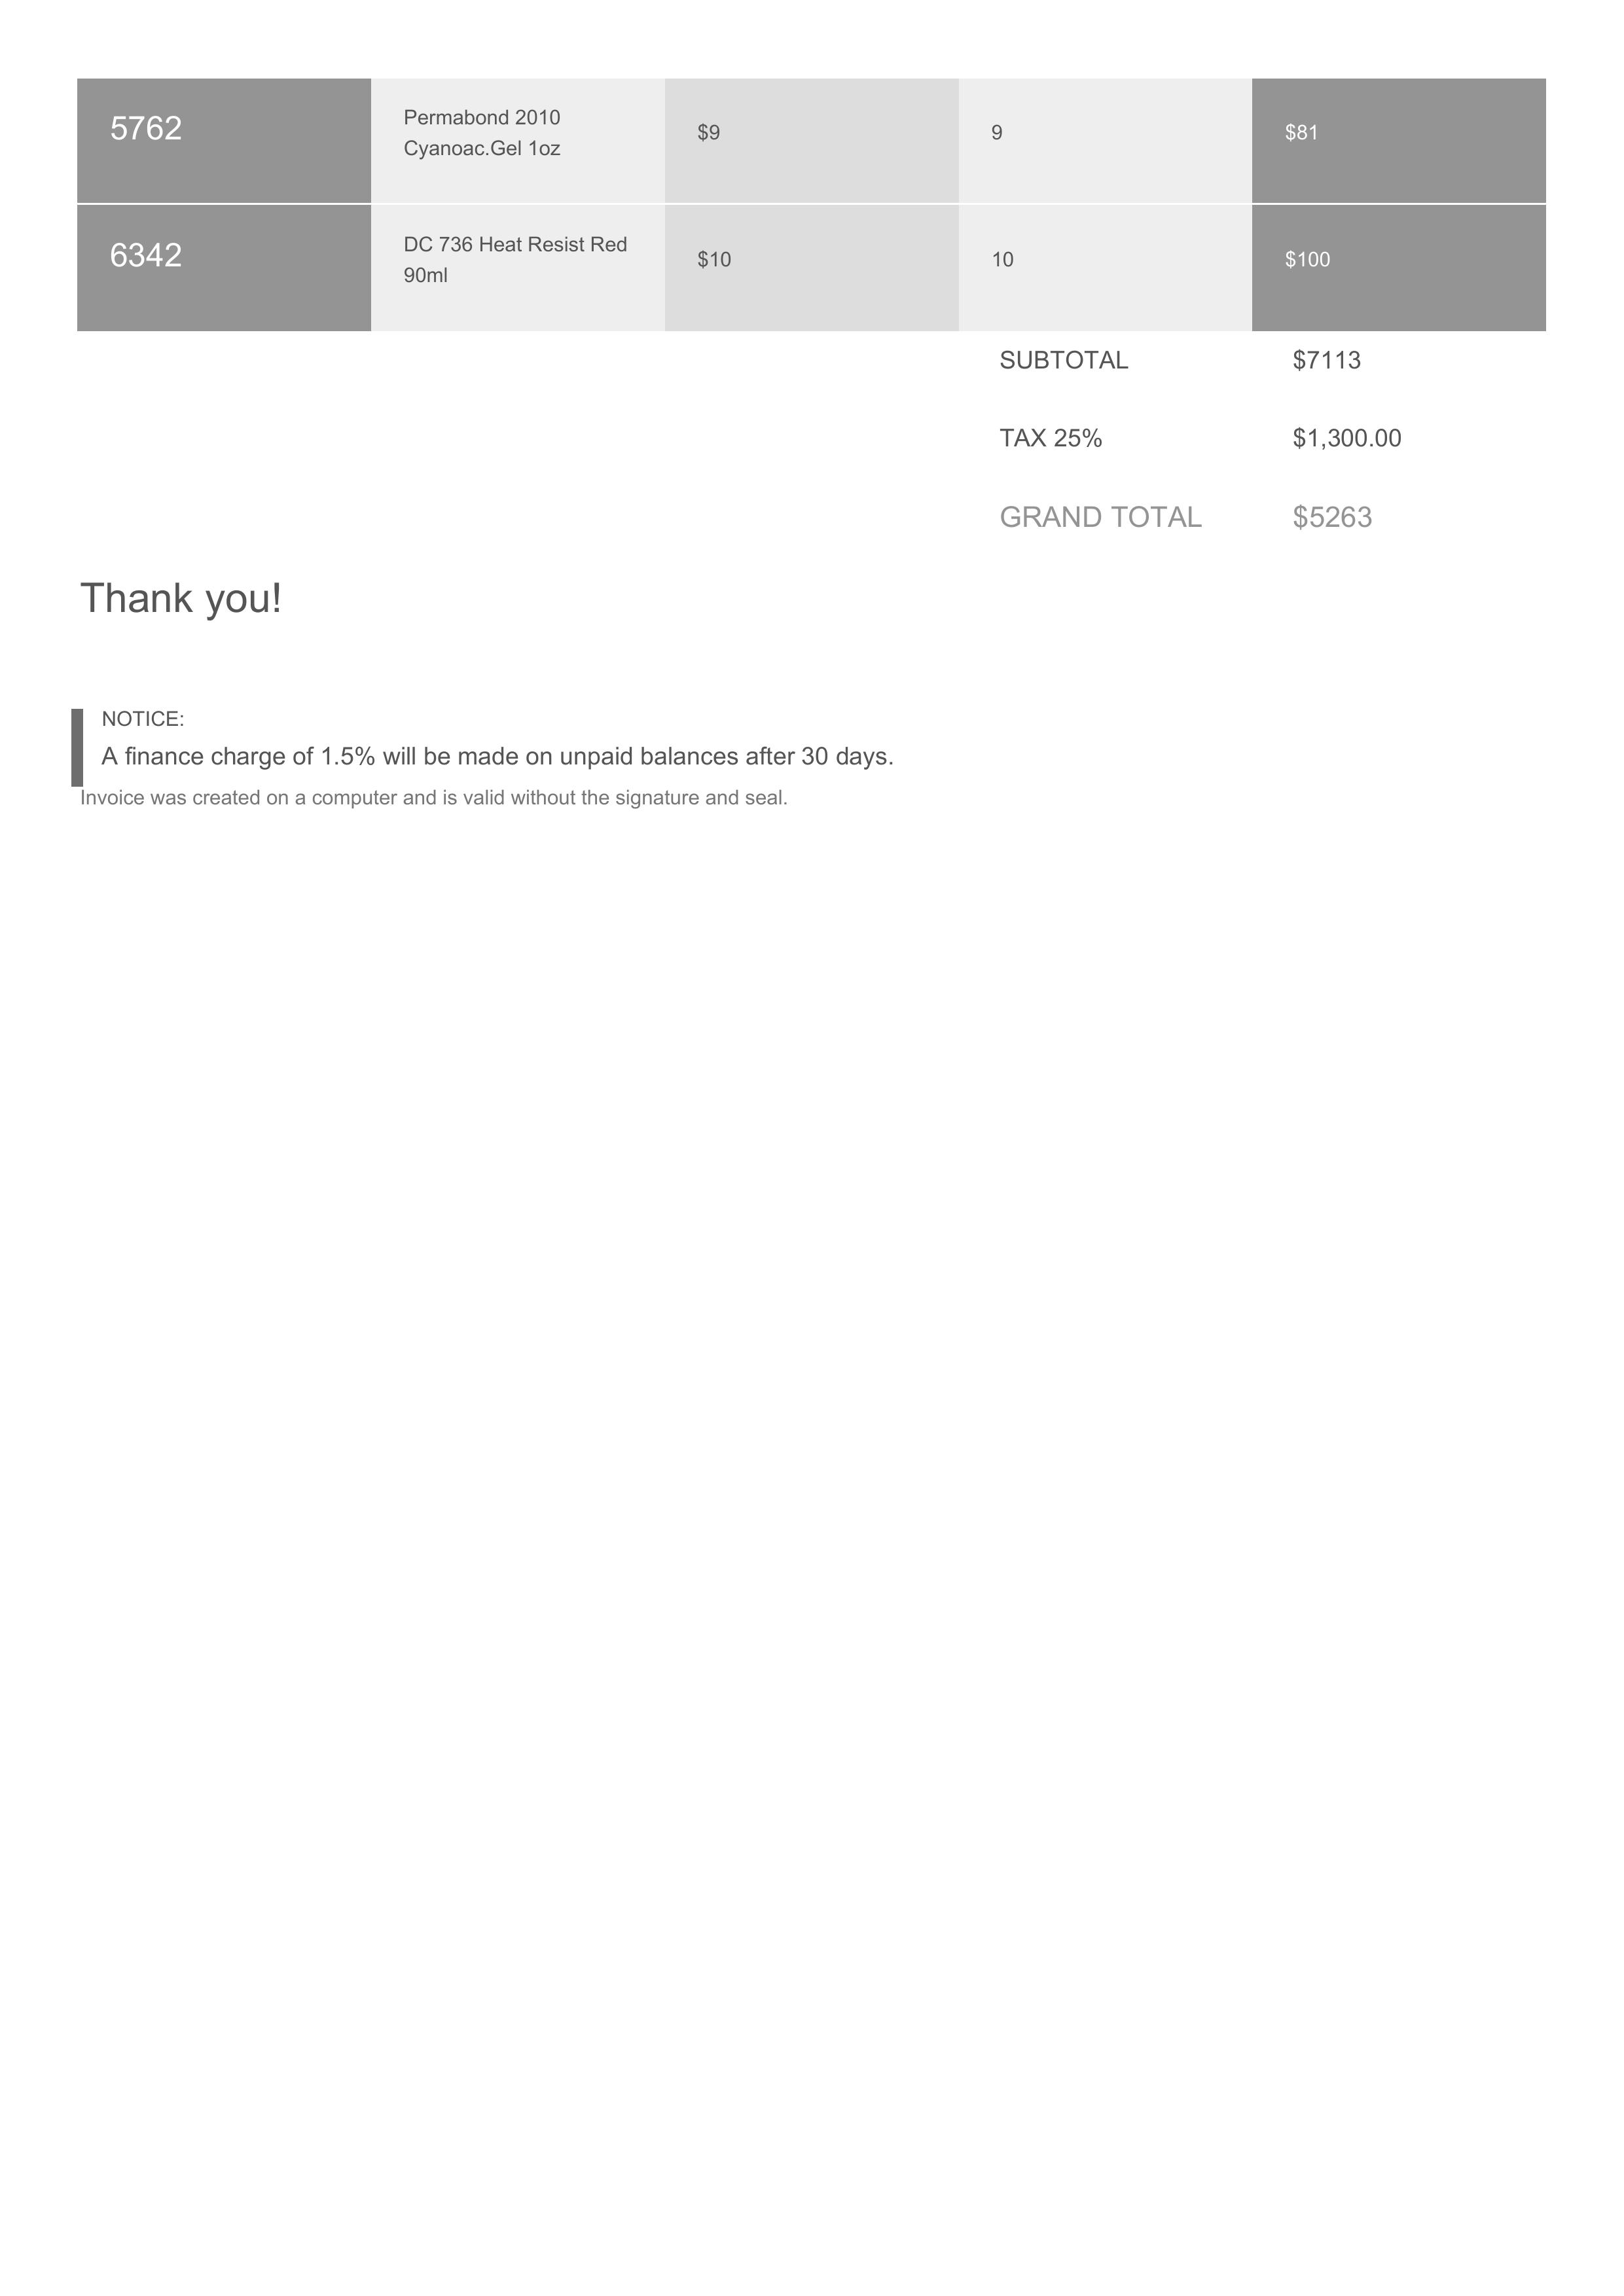 5762
Permabond 2010
Cyanoac.Gel 1oz
$9
9
$81
6342
DC 736 Heat Resist Red
90ml
$10
10
$100
SUBTOTAL $7113
TAX 25% $1,300.00
GRAND TOTAL $5263
Thank you!
NOTICE:
A finance charge of 1.5% will be made on unpaid balances after 30 days.
Invoice was created on a computer and is valid without the signature and seal.